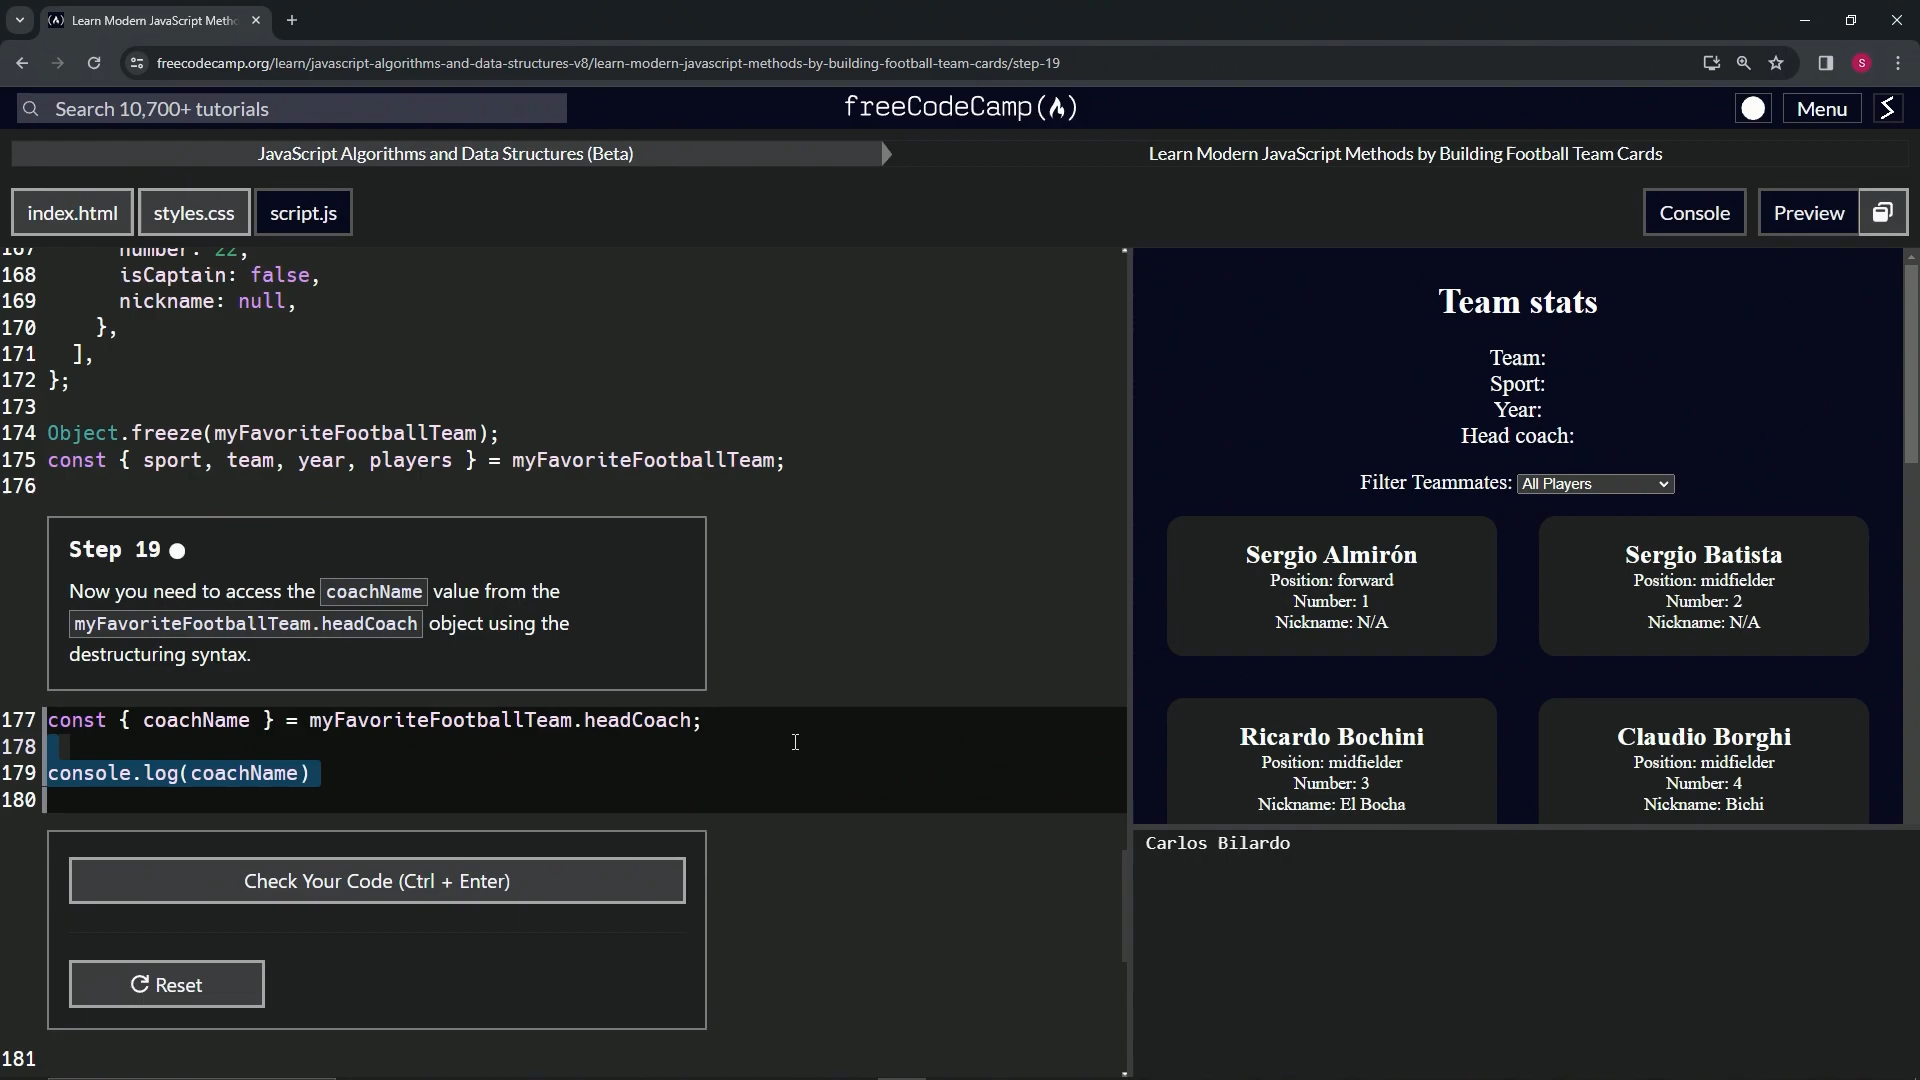 Learn Modern JavaScript Meth
freecodecamp.org/learn/javascript-algorithms-and-data-structures-v8/learn-modern-javascript-methods-by-building-football-team-cards/step-19
S
Search 10,700+ tutorials
freeCodeCamp(🔥)
Menu
JavaScript Algorithms and Data Structures (Beta)
Learn Modern JavaScript Methods by Building Football Team Cards
index.html
styles.css
script.js
Console
Preview
167 number: 22,
168 isCaptain: false,
169 nickname: null,
170 },
171 ],
172 };
173
174 Object.freeze(myFavoriteFootballTeam);
175 const { sport, team, year, players } = myFavoriteFootballTeam;
176
Step 19
Now you need to access the coachName value from the
myFavoriteFootballTeam.headCoach object using the
destructuring syntax.
177 const { coachName } = myFavoriteFootballTeam.headCoach;
178
179 console.log(coachName)
180
Check Your Code (Ctrl + Enter)
Reset
181
Team stats
Team:
Sport:
Year:
Head coach:
Filter Teammates: All Players
Sergio Almirón
Position: forward
Number: 1
Nickname: N/A
Sergio Batista
Position: midfielder
Number: 2
Nickname: N/A
Ricardo Bochini
Position: midfielder
Number: 3
Nickname: El Bocha
Claudio Borghi
Position: midfielder
Number: 4
Nickname: Bichi
Carlos Bilardo